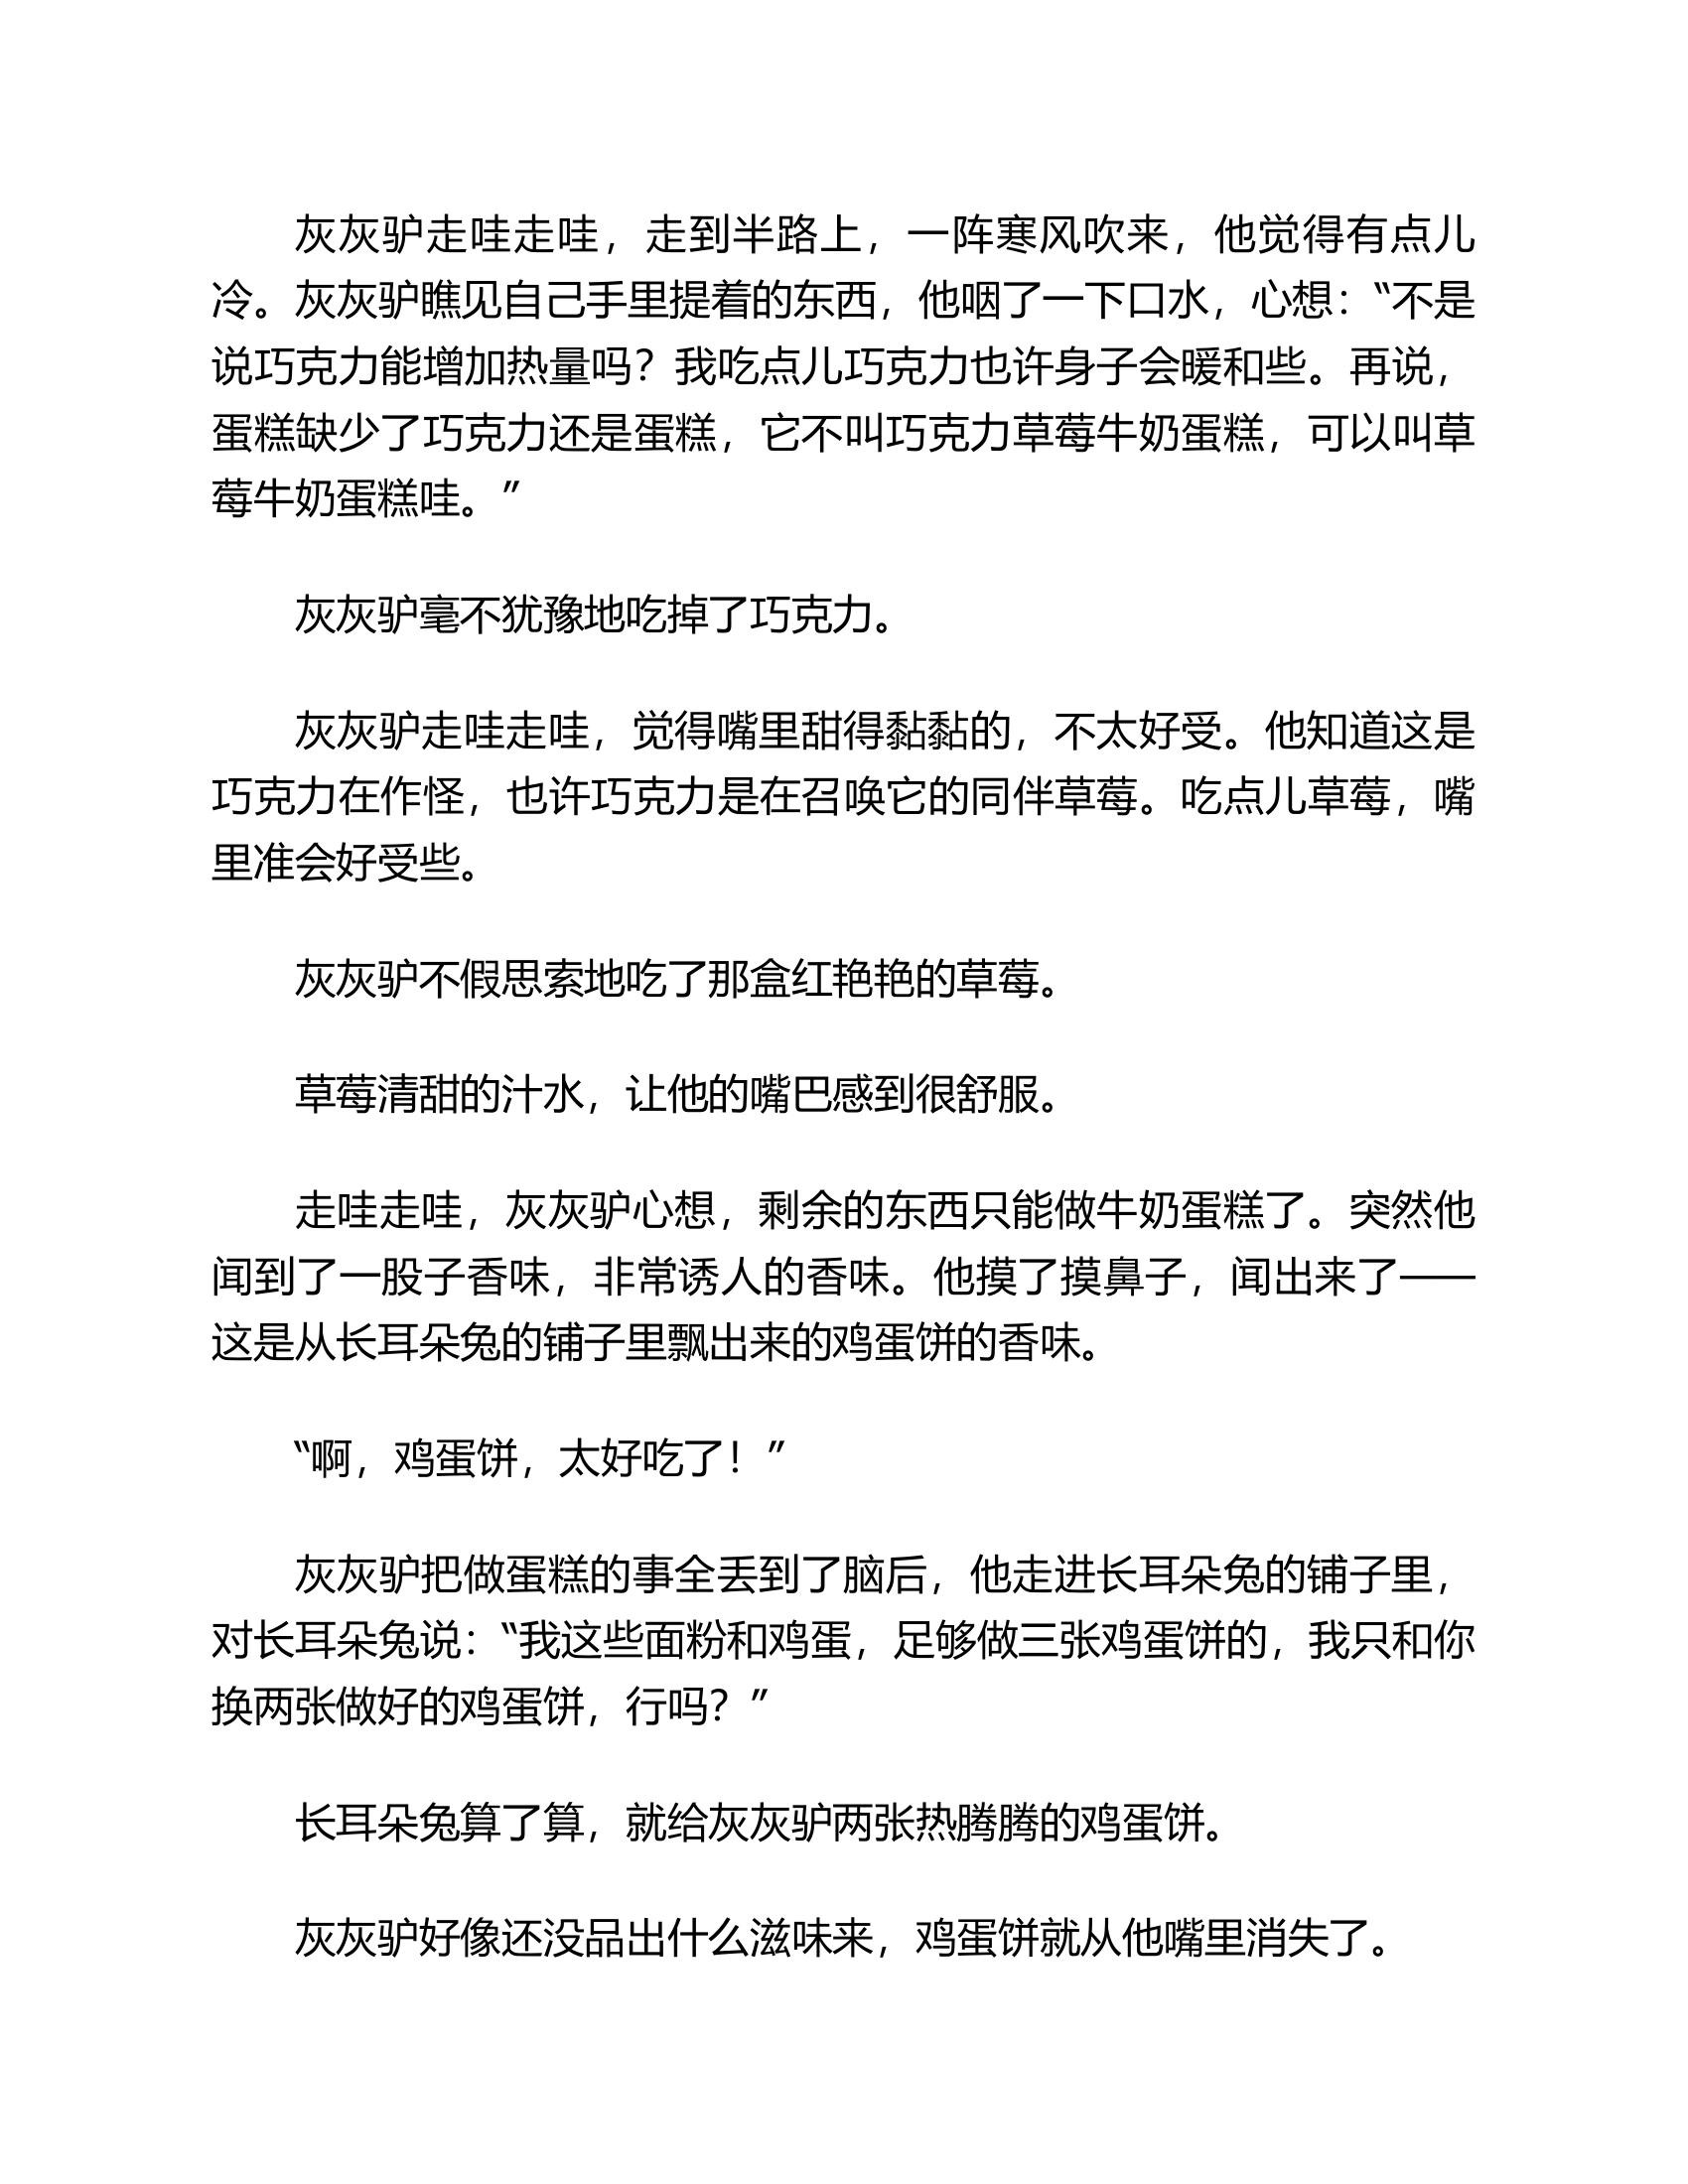 灰灰驴走哇走哇，走到半路上，一阵寒风吹来，他觉得有点儿
冷。灰灰驴瞧见自己手里提着的东西，他咽了一下口水，心想：“不是
说巧克力能增加热量吗？我吃点儿巧克力也许身子会暖和些。再说，
蛋糕缺少了巧克力还是蛋糕，它不叫巧克力草莓牛奶蛋糕，可以叫草
莓牛奶蛋糕哇。”
灰灰驴毫不犹豫地吃掉了巧克力。
灰灰驴走哇走哇，觉得嘴里甜得黏黏的，不太好受。他知道这是
巧克力在作怪，也许巧克力是在召唤它的同伴草莓。吃点儿草莓，嘴
里准会好受些。
灰灰驴不假思索地吃了那盒红艳艳的草莓。
草莓清甜的汁水，让他的嘴巴感到很舒服。
走哇走哇，灰灰驴心想，剩余的东西只能做牛奶蛋糕了。突然他
闻到了一股子香味，非常诱人的香味。他摸了摸鼻子，闻出来了——
这是从长耳朵兔的铺子里飘出来的鸡蛋饼的香味。
“啊，鸡蛋饼，太好吃了！”
灰灰驴把做蛋糕的事全丢到了脑后，他走进长耳朵兔的铺子里，
对长耳朵兔说：“我这些面粉和鸡蛋，足够做三张鸡蛋饼的，我只和你
换两张做好的鸡蛋饼，行吗？”
长耳朵兔算了算，就给灰灰驴两张热腾腾的鸡蛋饼。
灰灰驴好像还没品出什么滋味来，鸡蛋饼就从他嘴里消失了。